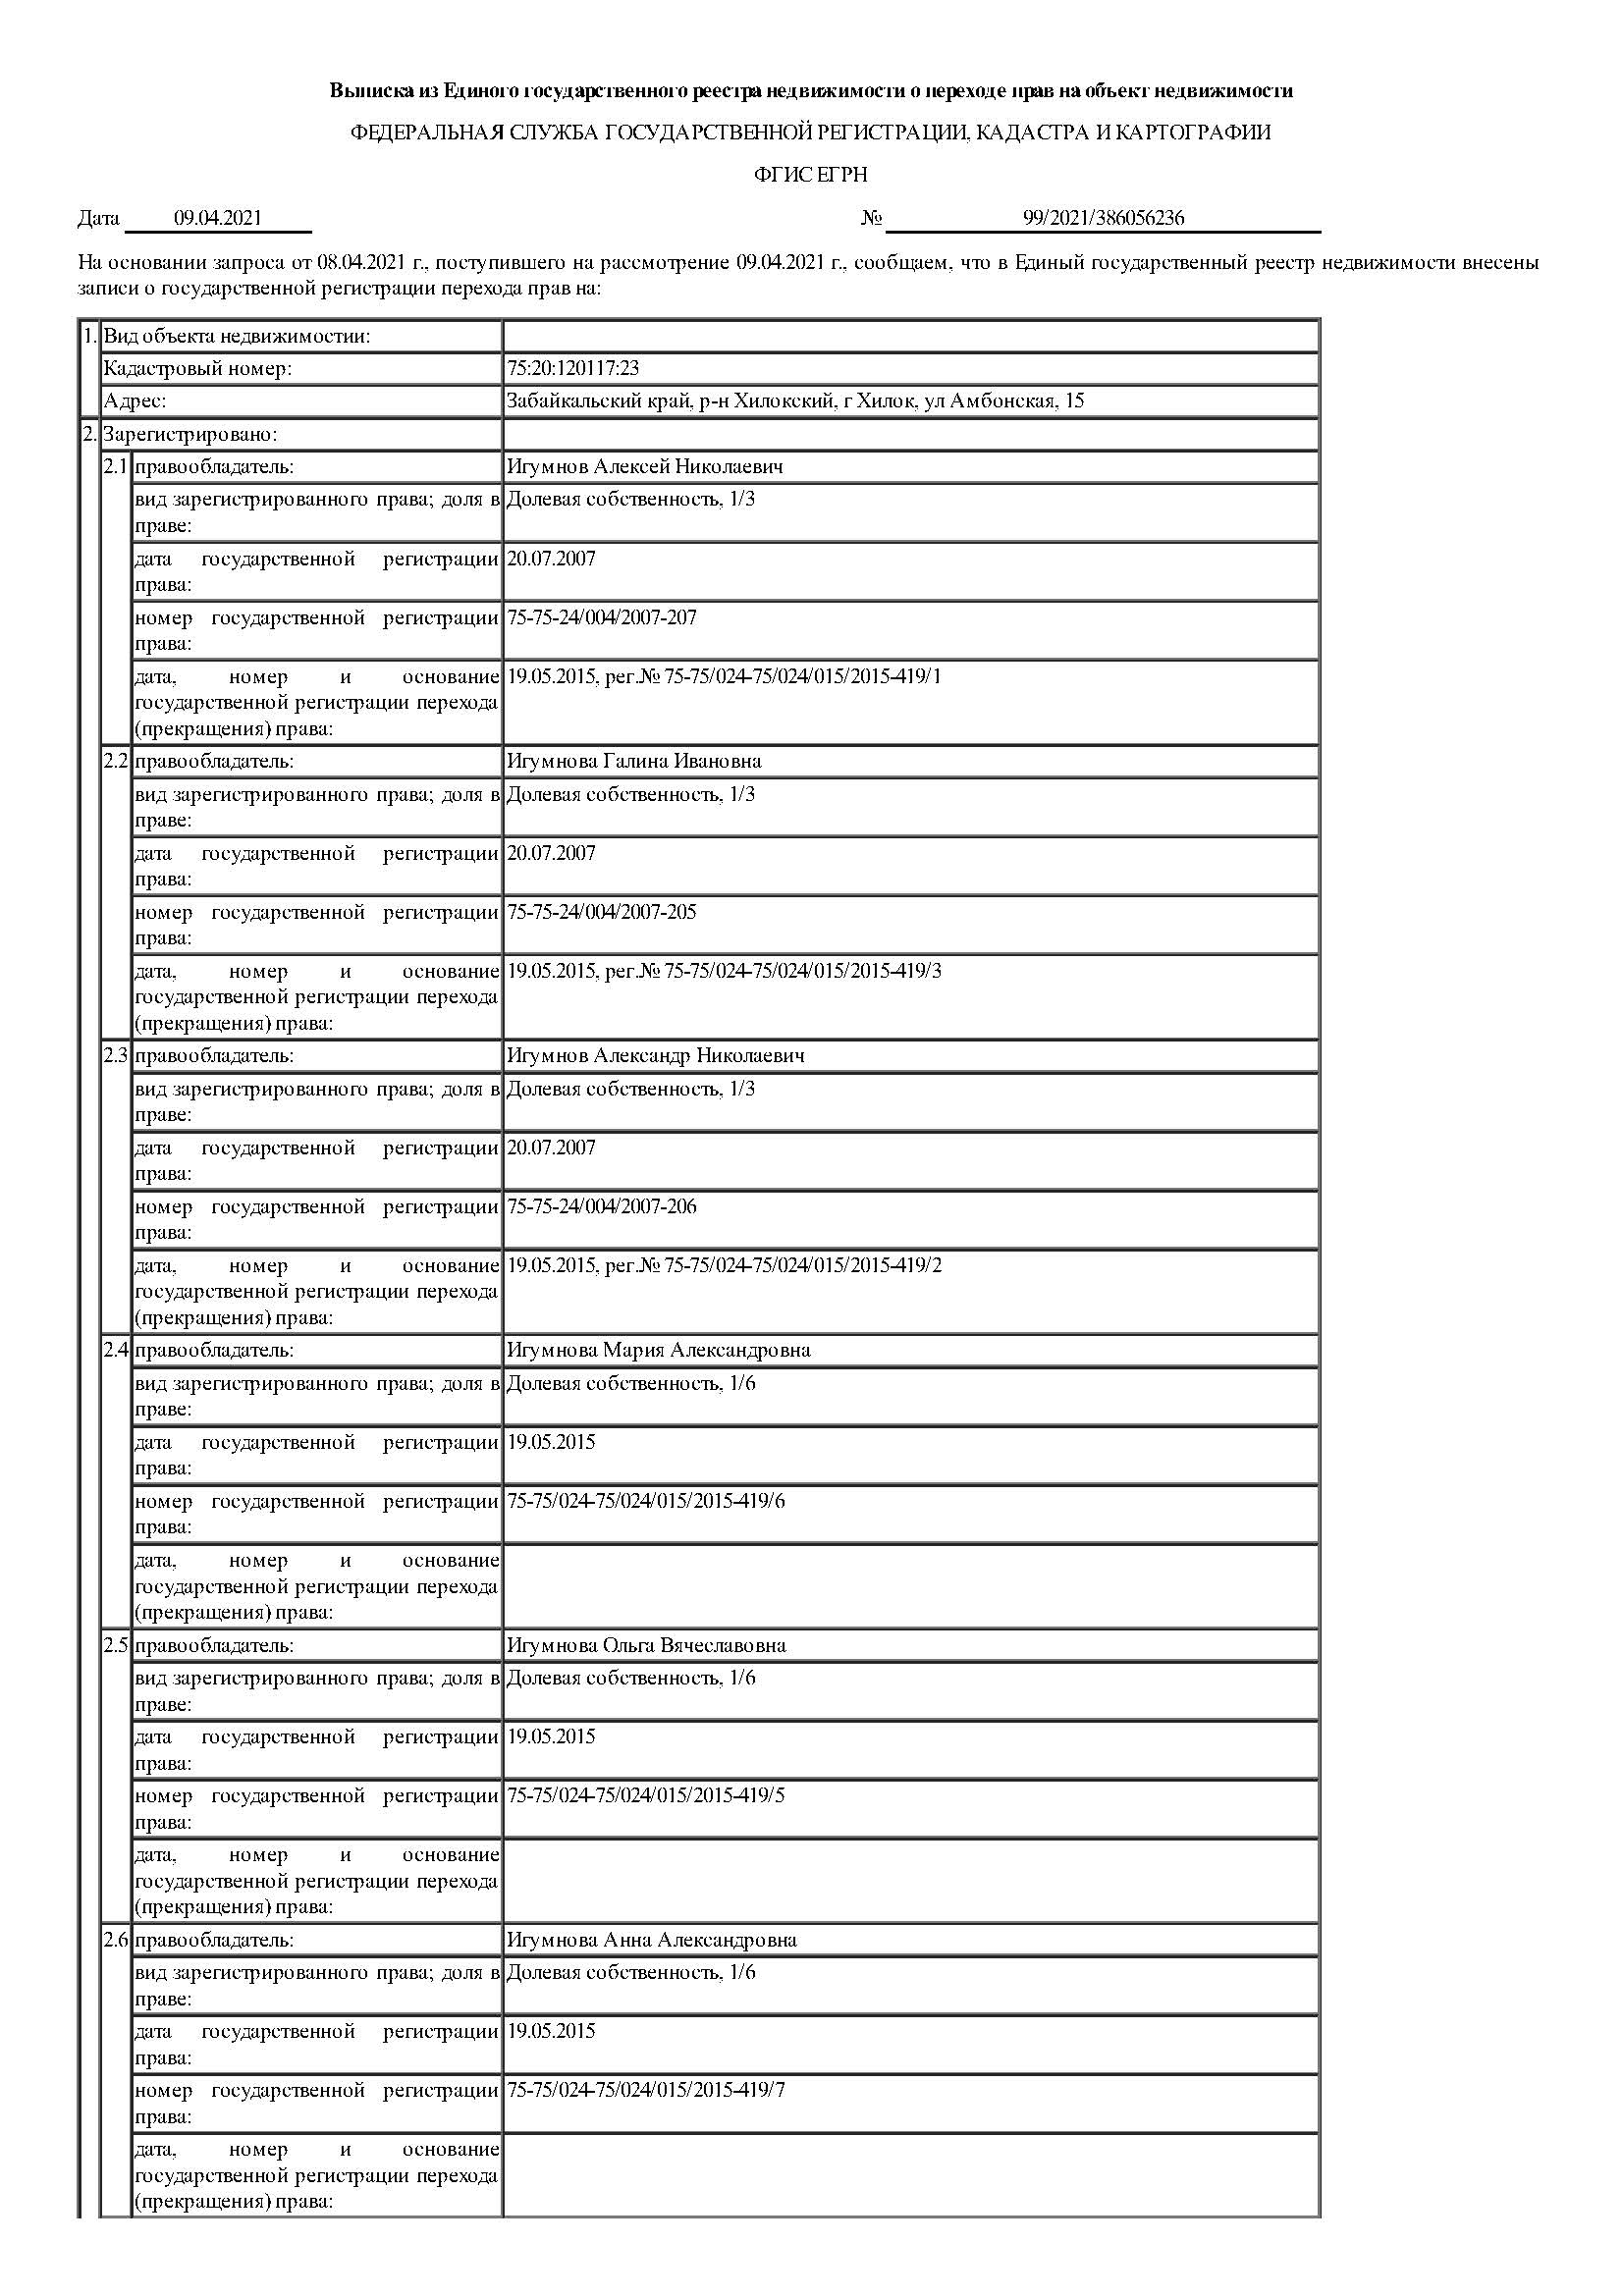 Выписка из Единого государственного реестра недвижимости о переходе прав на объект недвижимости
ФЕДЕРАЛЬНАЯ СЛУЖБА ГОСУДАРСТВЕННОЙ РЕГИСТРАЦИИ, КАДАСТРА И КАРТОГРАФИИ
ФГИС ЕГРН
Дата 09.04.2021 № 99/2021/386056236
На основании запроса от 08.04.2021 г., поступившего на рассмотрение 09.04.2021 г., сообщаем, что в Единый государственный реестр недвижимости внесены
записи о государственной регистрации перехода прав на:
1. Вид объекта недвижимостии:
Кадастровый номер: 75:20:120117:23
Адрес: Забайкальский край, р-н Хилокский, г Хилок, ул Амбонская, 15
2. Зарегистрировано:
2.1 правообладатель: Игумнов Алексей Николаевич
вид зарегистрированного права; доля в Долевая собственность, 1/3
праве:
дата государственной регистрации 20.07.2007
права:
номер государственной регистрации 75-75-24/004/2007-207
права:
дата, номер и основание 19.05.2015, рег.№ 75-75/024-75/024/015/2015-419/1
государственной регистрации перехода
(прекращения) права:
2.2 правообладатель: Игумнова Галина Ивановна
вид зарегистрированного права; доля в Долевая собственность, 1/3
праве:
дата государственной регистрации 20.07.2007
права:
номер государственной регистрации 75-75-24/004/2007-205
права:
дата, номер и основание 19.05.2015, рег.№ 75-75/024-75/024/015/2015-419/3
государственной регистрации перехода
(прекращения) права:
2.3 правообладатель: Игумнов Александр Николаевич
вид зарегистрированного права; доля в Долевая собственность, 1/3
праве:
дата государственной регистрации 20.07.2007
права:
номер государственной регистрации 75-75-24/004/2007-206
права:
дата, номер и основание 19.05.2015, рег.№ 75-75/024-75/024/015/2015-419/2
государственной регистрации перехода
(прекращения) права:
2.4 правообладатель: Игумнова Мария Александровна
вид зарегистрированного права; доля в Долевая собственность, 1/6
праве:
дата государственной регистрации 19.05.2015
права:
номер государственной регистрации 75-75/024-75/024/015/2015-419/6
права:
дата, номер и основание
государственной регистрации перехода
(прекращения) права:
2.5 правообладатель: Игумнова Ольга Вячеславовна
вид зарегистрированного права; доля в Долевая собственность, 1/6
праве:
дата государственной регистрации 19.05.2015
права:
номер государственной регистрации 75-75/024-75/024/015/2015-419/5
права:
дата, номер и основание
государственной регистрации перехода
(прекращения) права:
2.6 правообладатель: Игумнова Анна Александровна
вид зарегистрированного права; доля в Долевая собственность, 1/6
праве:
дата государственной регистрации 19.05.2015
права:
номер государственной регистрации 75-75/024-75/024/015/2015-419/7
права:
дата, номер и основание
государственной регистрации перехода
(прекращения) права: